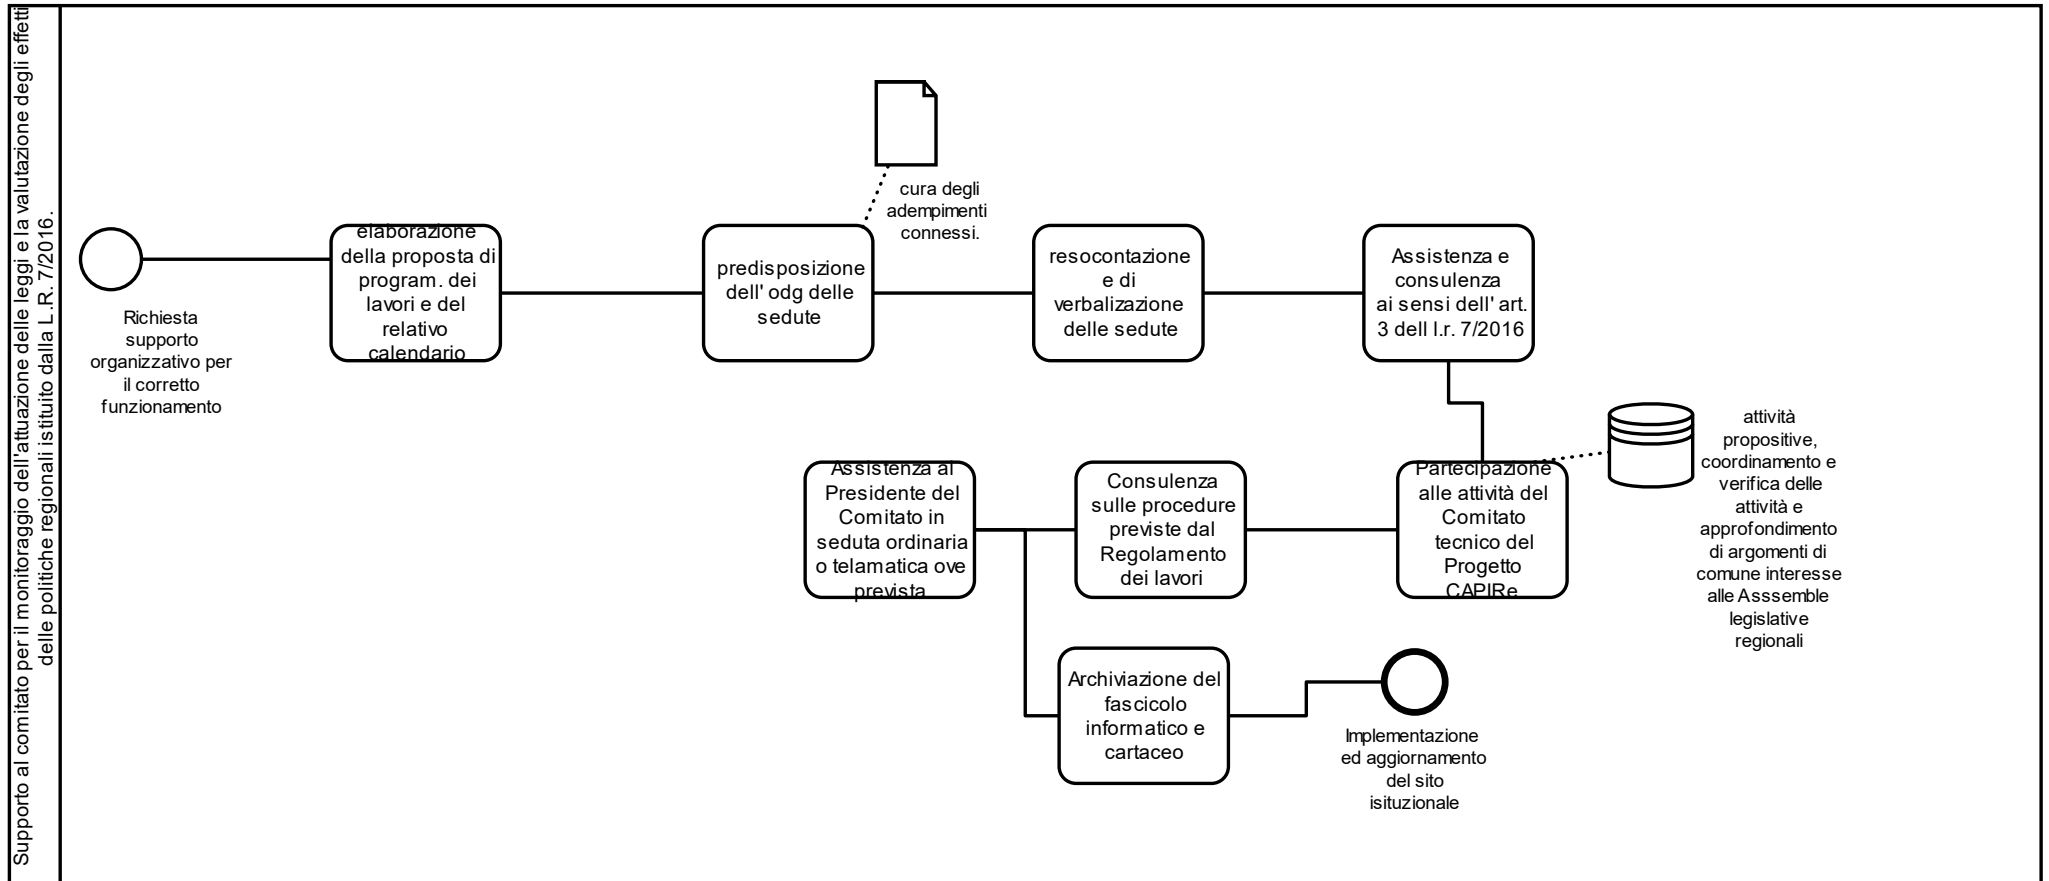 Supporto al comitato per il monitoraggio dell'attuazione delle leggi e la valutazione degli effetti
delle politiche regionali istituito dalla L.R. 7/2016.
Richiesta
supporto
organizzativo per
il corretto
funzionamento
elaborazione
della proposta di
program. dei
lavori e del
relativo
calendario
predisposizione
dell' odg delle
sedute
cura degli
adempimenti
connessi.
resocontazione
e di
verbalizazione
delle sedute
Assistenza e
consulenza
ai sensi dell' art.
3 dell l.r. 7/2016
Partecipazione
alle attività del
Comitato
tecnico del
Progetto
CAPIRe
attività
propositive,
coordinamento e
verifica delle
attività e
approfondimento
di argomenti di
comune interesse
alle Asssemble
legislative
regionali
Consulenza
sulle procedure
previste dal
Regolamento
dei lavori
Assistenza al
Presidente del
Comitato in
seduta ordinaria
o telamatica ove
prevista
Archiviazione del
fascicolo
informatico e
cartaceo
Implementazione
ed aggiornamento
del sito
isituzionale